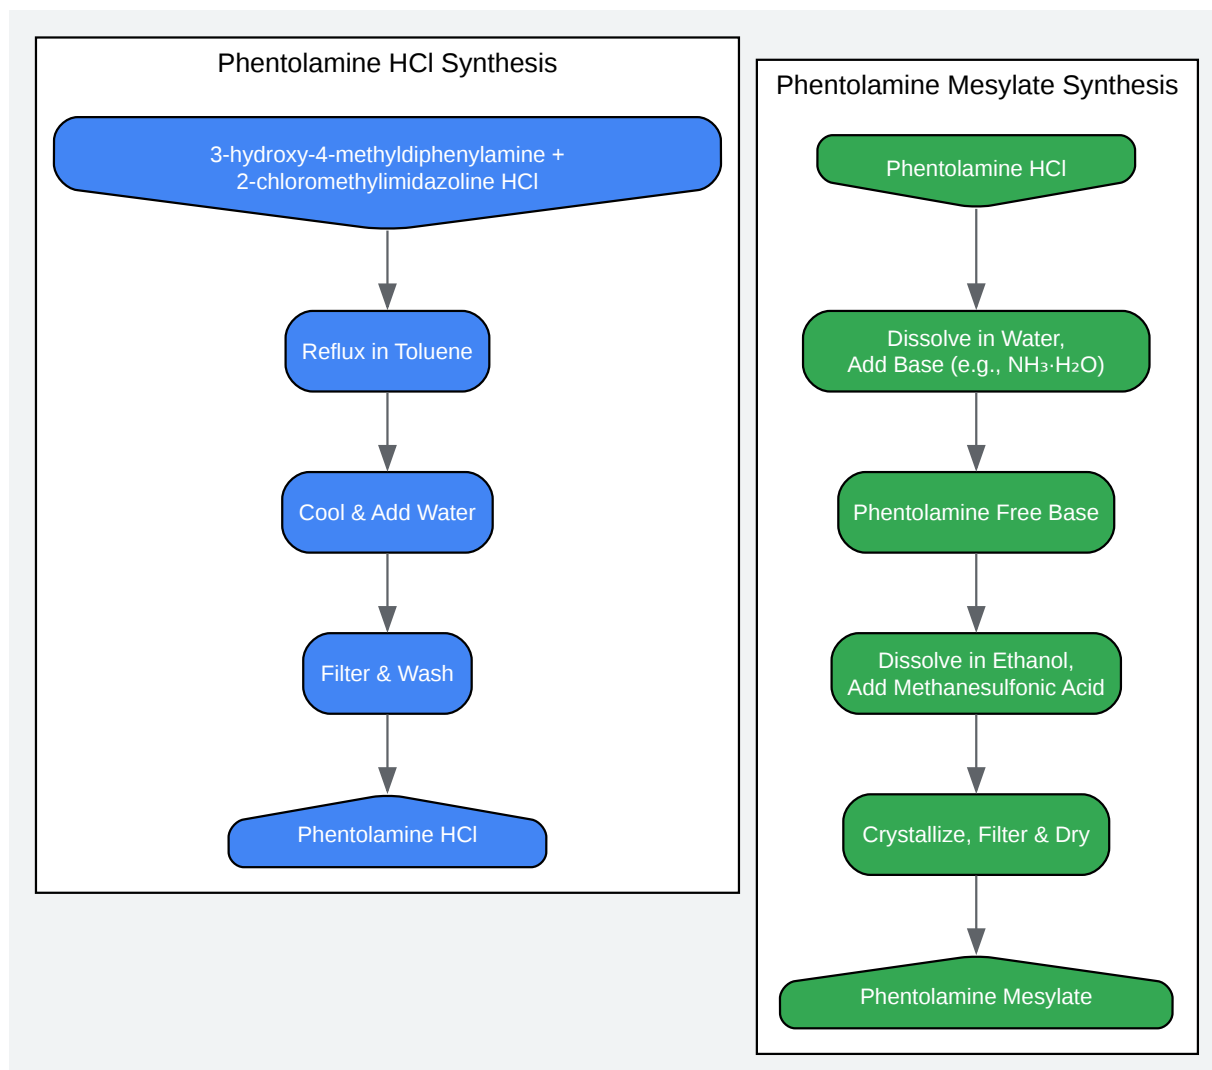 Phentolamine HCl Synthesis
3-hydroxy-4-methyldiphenylamine +
2-chloromethylimidazoline HCl
Reflux in Toluene
Cool & Add Water
Filter & Wash
Phentolamine HCl
Phentolamine Mesylate Synthesis
Phentolamine HCl
Dissolve in Water,
Add Base (e.g., NH₃·H₂O)
Phentolamine Free Base
Dissolve in Ethanol,
Add Methanesulfonic Acid
Crystallize, Filter & Dry
Phentolamine Mesylate